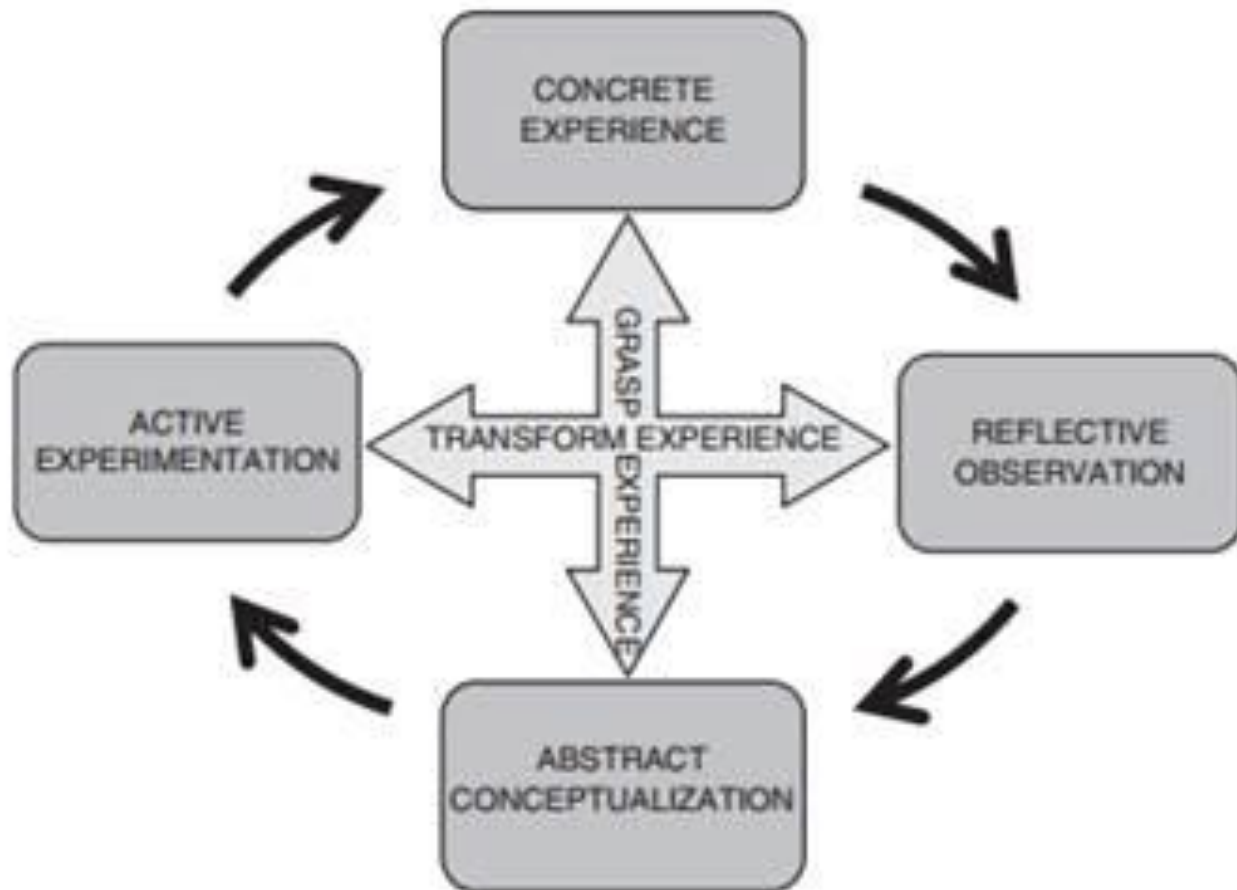 CONCRETE
EXPERIENCE
GRASP EXPERIENCE
ACTIVE
EXPERIMENTATION
TRANSFORM EXPERIENCE
REFLECTIVE
OBSERVATION
ABSTRACT
CONCEPTUALIZATION